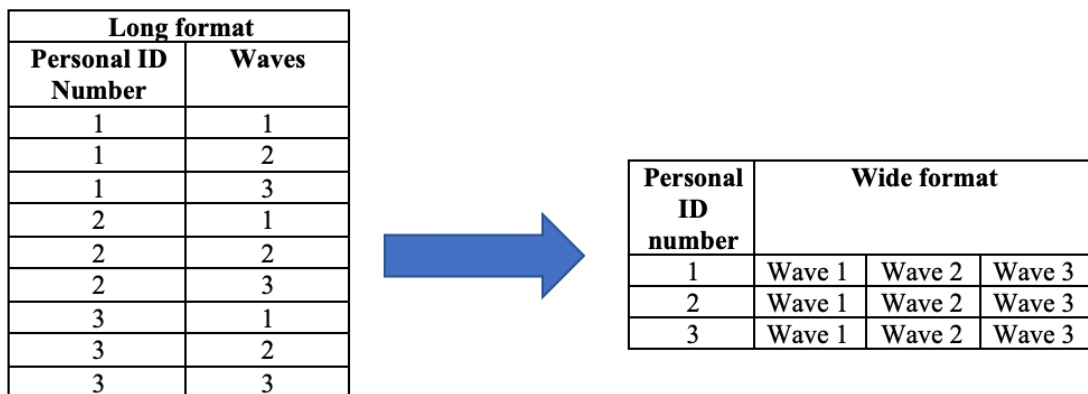 Long format
Personal ID Number Waves
1 1
1 2
1 3
2 1
2 2
2 3
3 1
3 2
3 3
Personal ID number Wide format
1 Wave 1 Wave 2 Wave 3
2 Wave 1 Wave 2 Wave 3
3 Wave 1 Wave 2 Wave 3